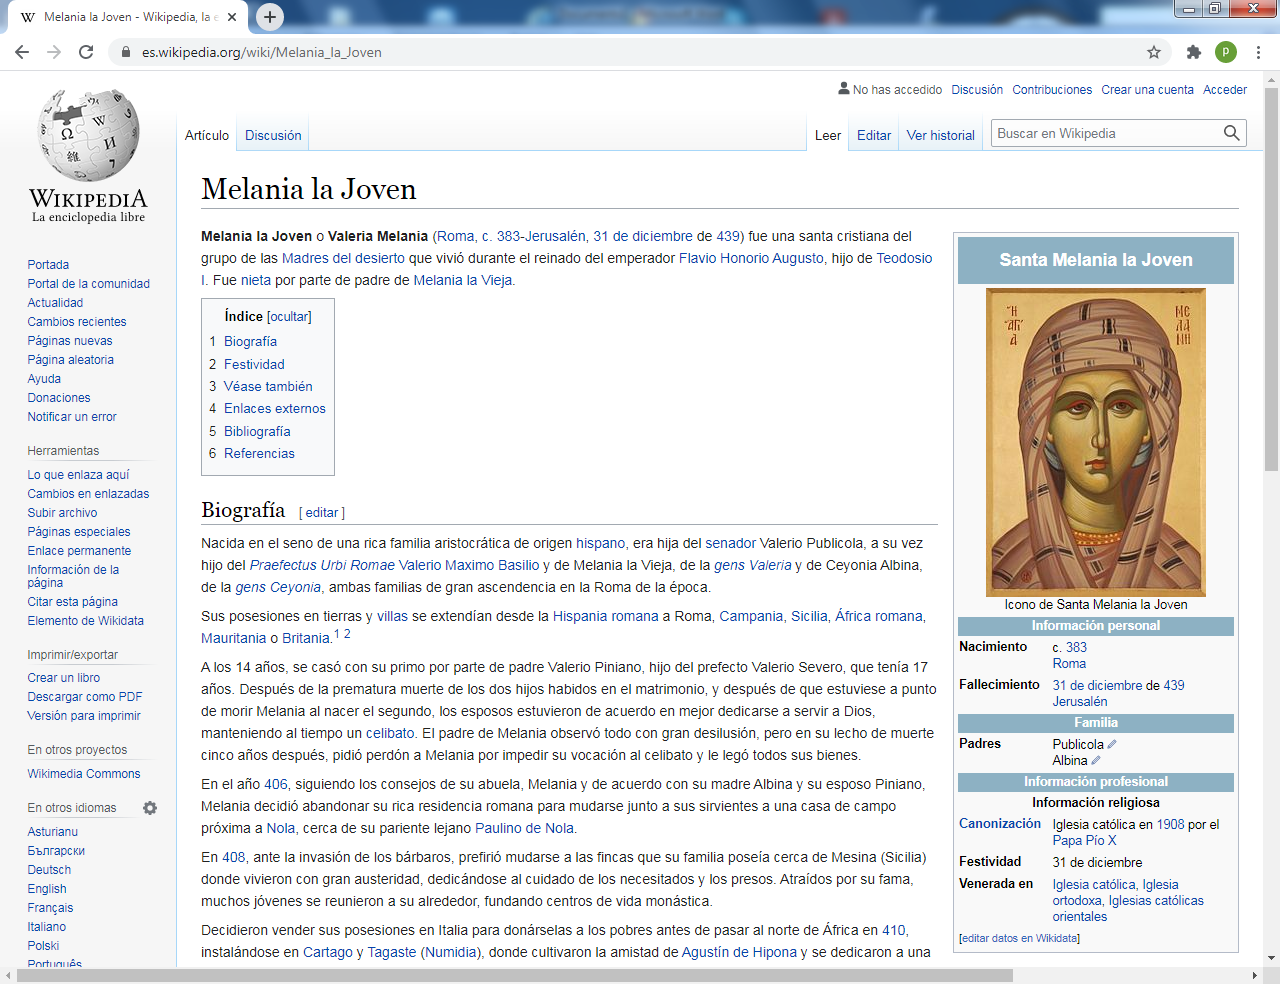 Melania la Joven - Wikipedia, la e
es.wikipedia.org/wiki/Melania_la_Joven
p
No has accedido Discusión Contribuciones Crear una cuenta Acceder
Artículo Discusión Leer Editar Ver historial Buscar en Wikipedia
WIKIPEDIA
La enciclopedia libre
Portada
Portal de la comunidad
Actualidad
Cambios recientes
Páginas nuevas
Página aleatoria
Ayuda
Donaciones
Notificar un error
Herramientas
Lo que enlaza aquí
Cambios en enlazadas
Subir archivo
Páginas especiales
Enlace permanente
Información de la
página
Citar esta página
Elemento de Wikidata
Imprimir/exportar
Crear un libro
Descargar como PDF
Versión para imprimir
En otros proyectos
Wikimedia Commons
En otros idiomas
Asturianu
Български
Deutsch
English
Français
Italiano
Polski
Português
Melania la Joven
Melania la Joven o Valeria Melania (Roma, c. 383-Jerusalén, 31 de diciembre de 439) fue una santa cristiana del
grupo de las Madres del desierto que vivió durante el reinado del emperador Flavio Honorio Augusto, hijo de Teodosio
I. Fue nieta por parte de padre de Melania la Vieja.
Índice [ocultar]
1 Biografía
2 Festividad
3 Véase también
4 Enlaces externos
5 Bibliografía
6 Referencias
Biografía [ editar ]
Nacida en el seno de una rica familia aristocrática de origen hispano, era hija del senador Valerio Publicola, a su vez
hijo del Praefectus Urbi Romae Valerio Maximo Basilio y de Melania la Vieja, de la gens Valeria y de Ceyonia Albina,
de la gens Ceyonia, ambas familias de gran ascendencia en la Roma de la época.
Sus posesiones en tierras y villas se extendían desde la Hispania romana a Roma, Campania, Sicilia, África romana,
Mauritania o Britania.1 2
A los 14 años, se casó con su primo por parte de padre Valerio Piniano, hijo del prefecto Valerio Severo, que tenía 17
años. Después de la prematura muerte de los dos hijos habidos en el matrimonio, y después de que estuviese a punto
de morir Melania al nacer el segundo, los esposos estuvieron de acuerdo en mejor dedicarse a servir a Dios,
manteniendo al tiempo un celibato. El padre de Melania observó todo con gran desilusión, pero en su lecho de muerte
cinco años después, pidió perdón a Melania por impedir su vocación al celibato y le legó todos sus bienes.
En el año 406, siguiendo los consejos de su abuela, Melania y de acuerdo con su madre Albina y su esposo Piniano,
Melania decidió abandonar su rica residencia romana para mudarse junto a sus sirvientes a una casa de campo
próxima a Nola, cerca de su pariente lejano Paulino de Nola.
En 408, ante la invasión de los bárbaros, prefirió mudarse a las fincas que su familia poseía cerca de Mesina (Sicilia)
donde vivieron con gran austeridad, dedicándose al cuidado de los necesitados y los presos. Atraídos por su fama,
muchos jóvenes se reunieron a su alrededor, fundando centros de vida monástica.
Decidieron vender sus posesiones en Italia para donárselas a los pobres antes de pasar al norte de África en 410,
instalándose en Cartago y Tagaste (Numidia), donde cultivaron la amistad de Agustín de Hipona y se dedicaron a una
Santa Melania la Joven
Icono de Santa Melania la Joven
Información personal
Nacimiento c. 383
Roma
Fallecimiento 31 de diciembre de 439
Jerusalén
Familia
Padres Publicola
Albina
Información profesional
Información religiosa
Canonización Iglesia católica en 1908 por el
Papa Pío X
Festividad 31 de diciembre
Venerada en Iglesia católica, Iglesia
ortodoxa, Iglesias católicas
orientales
[editar datos en Wikidata]